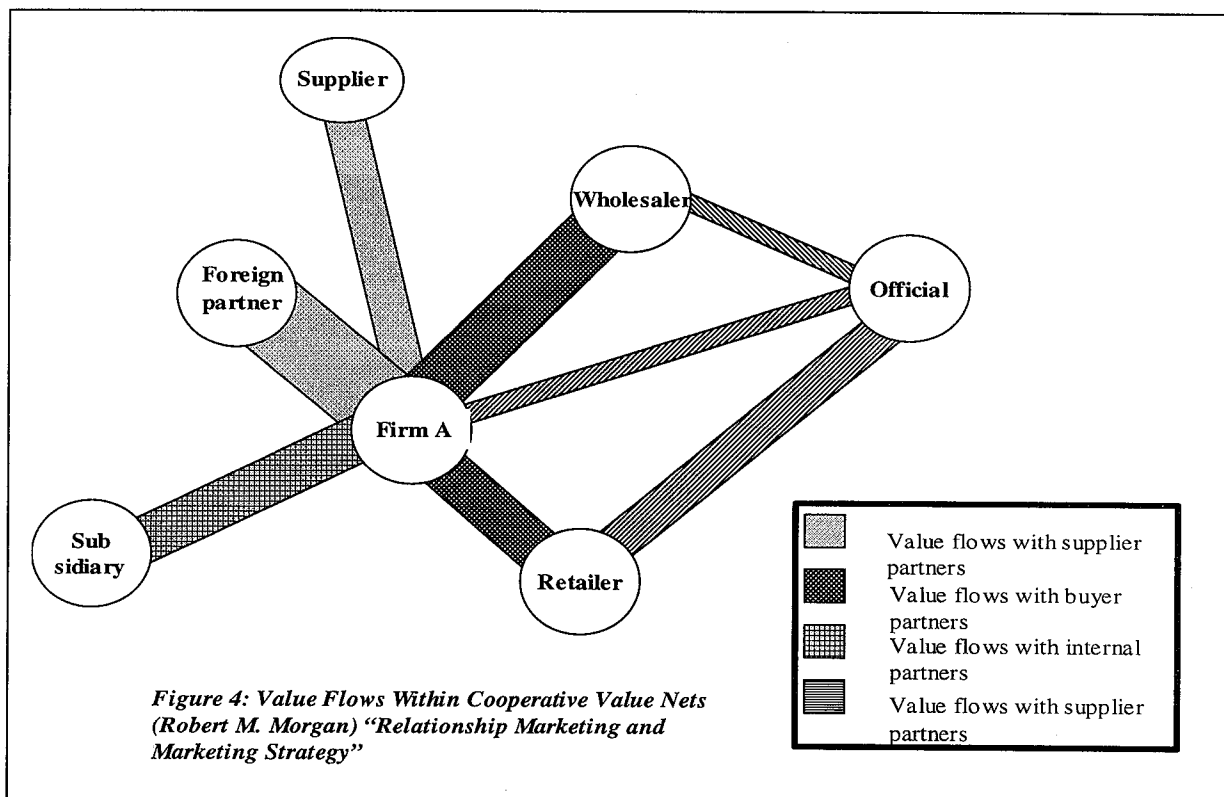 Supplier
Wholesaler
Foreign
partner
Official
Firm A
Sub
sidiary
Retailer
Value flows with supplier
partners
Value flows with buyer
partners
Value flows with internal
partners
Value flows with supplier
partners
Figure 4: Value Flows Within Cooperative Value Nets
(Robert M. Morgan) “Relationship Marketing and
Marketing Strategy”